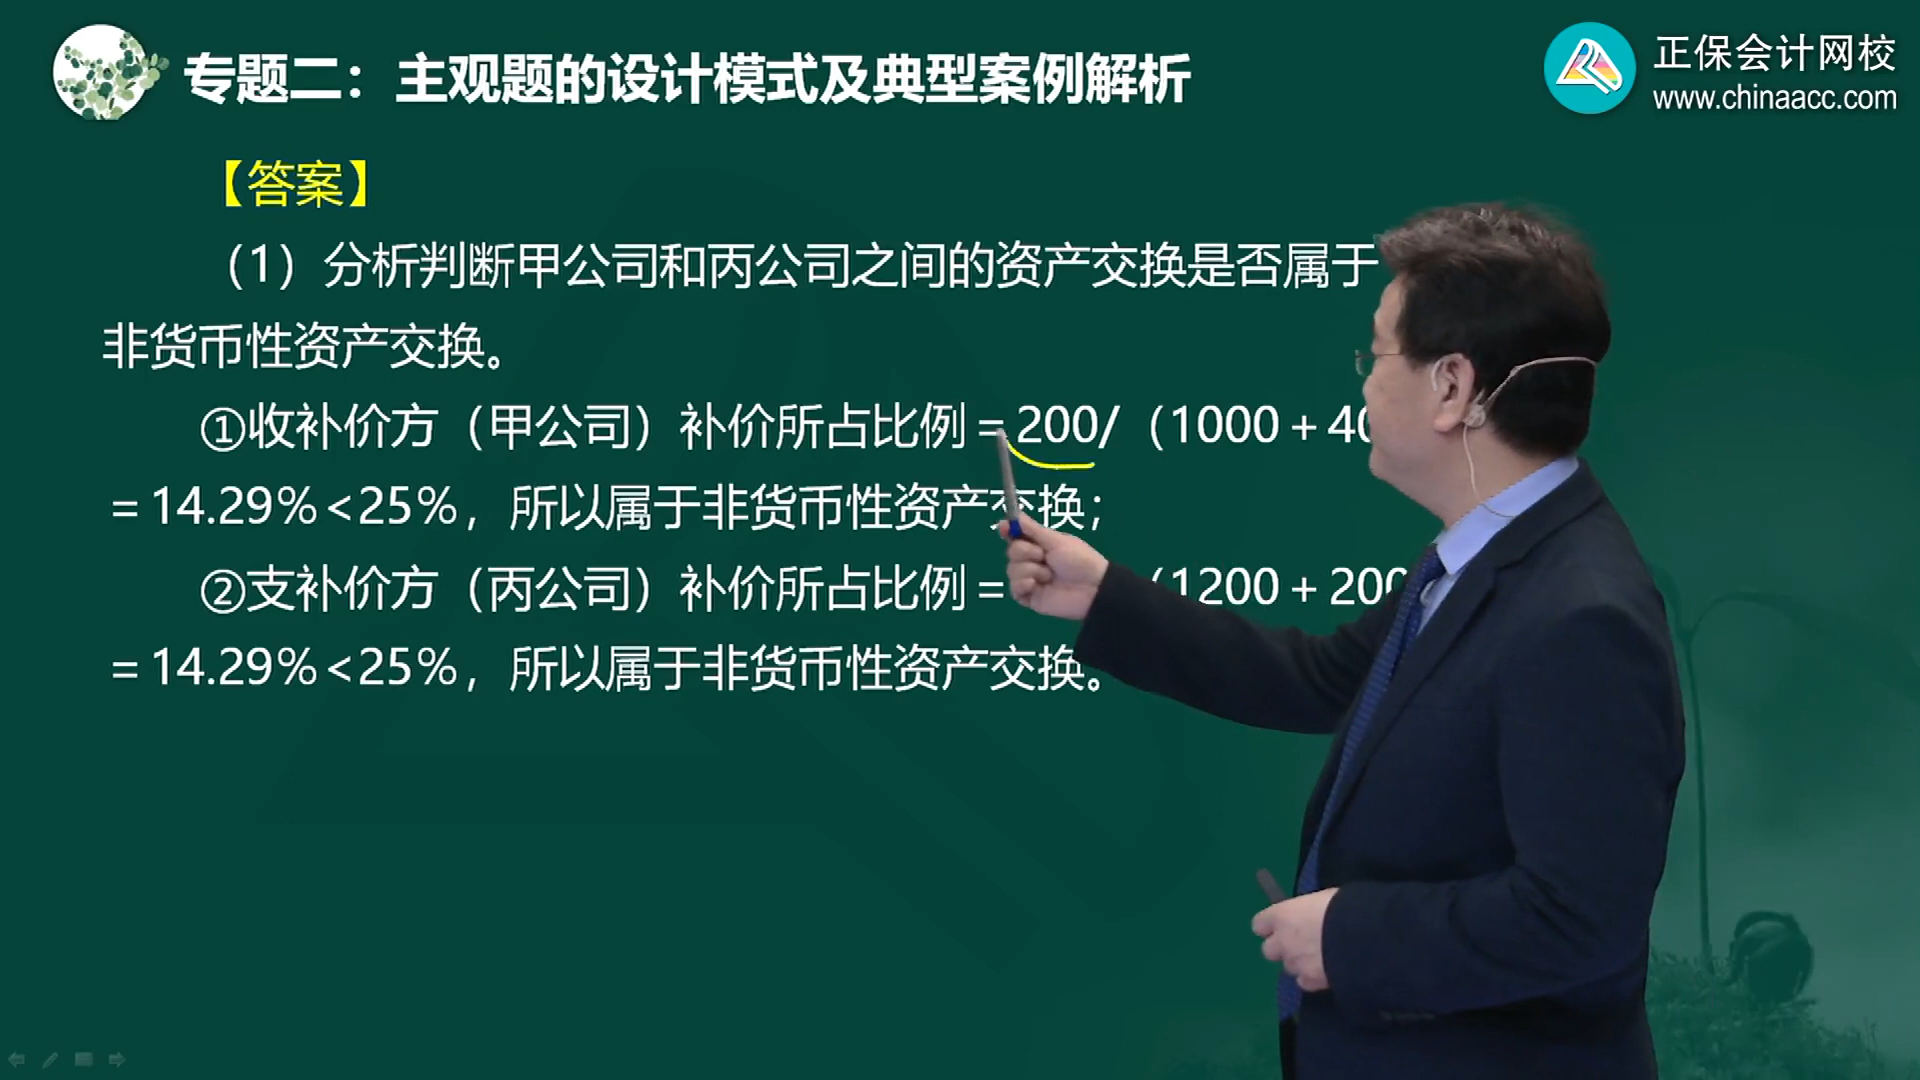 专题二：主观题的设计模式及典型案例解析
正保会计网校
www.chinaacc.com
【答案】
（1）分析判断甲公司和丙公司之间的资产交换是否属于
非货币性资产交换。
①收补价方（甲公司）补价所占比例＝200/（1000＋40
＝14.29%＜25%，所以属于非货币性资产交换；
②支补价方（丙公司）补价所占比例＝ （1200＋200
＝14.29%＜25%，所以属于非货币性资产交换。